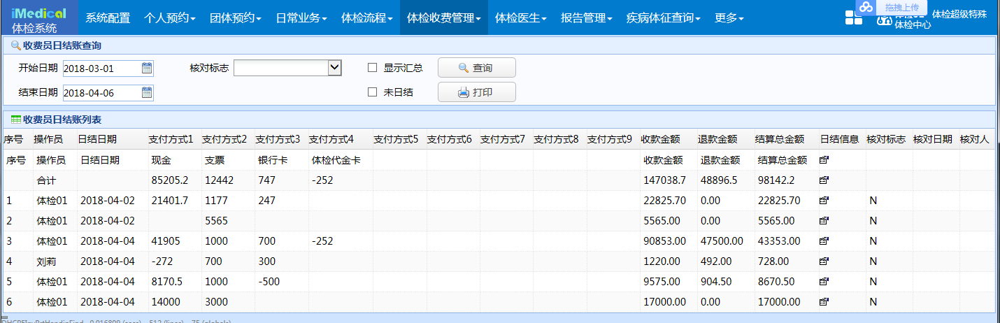 iMedical
体检系统
系统配置 个人预约 团体预约 日常业务 体检流程 体检收费管理 体检医生 报告管理 疾病体征查询 更多
拖拽上传
体检超级特殊
体检中心
收费员日结账查询
开始日期 2018-03-01 核对标志 显示汇总 查询
结束日期 2018-04-06 未日结 打印
收费员日结账列表
序号 操作员 日结日期 支付方式1 支付方式2 支付方式3 支付方式4 支付方式5 支付方式6 支付方式7 支付方式8 支付方式9 收款金额 退款金额 结算总金额 日结信息 核对标志 核对日期 核对人
序号 操作员 日结日期 现金 支票 银行卡 体检代金卡 收款金额 退款金额 结算总金额
合计 85205.2 12442 747 -252 147038.7 48896.5 98142.2
1 体检01 2018-04-02 21401.7 1177 247 22825.70 0.00 22825.70 N
2 体检01 2018-04-02 5565 5565.00 0.00 5565.00 N
3 体检01 2018-04-04 41905 1000 700 -252 90853.00 47500.00 43353.00 N
4 刘莉 2018-04-04 -272 700 300 1220.00 492.00 728.00 N
5 体检01 2018-04-04 8170.5 1000 -500 9575.00 904.50 8670.50 N
6 体检01 2018-04-04 14000 3000 17000.00 0.00 17000.00 N